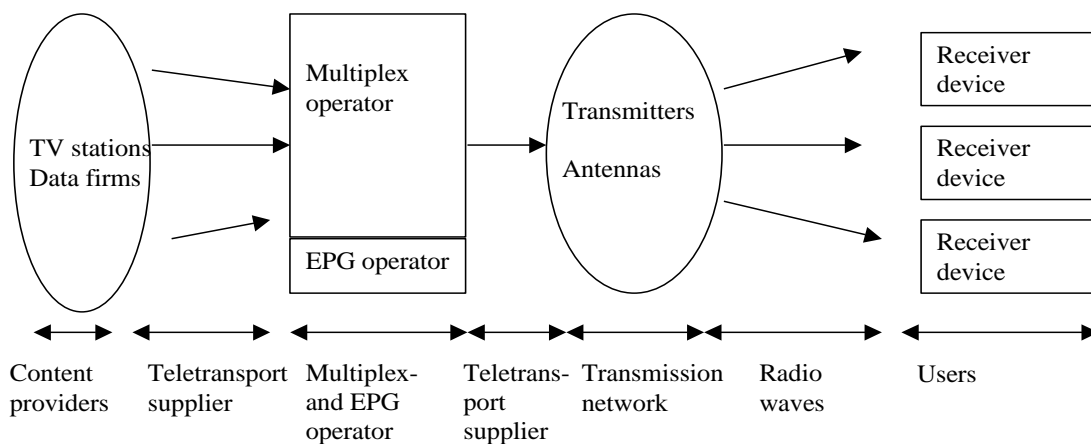 TV stations
Data firms
Multiplex
operator
EPG operator
Transmitters
Antennas
Receiver
device
Receiver
device
Receiver
device
Content
providers
Teletransport
supplier
Multiplex-
and EPG
operator
Teletrans-
port
supplier
Transmission
network
Radio
waves
Users